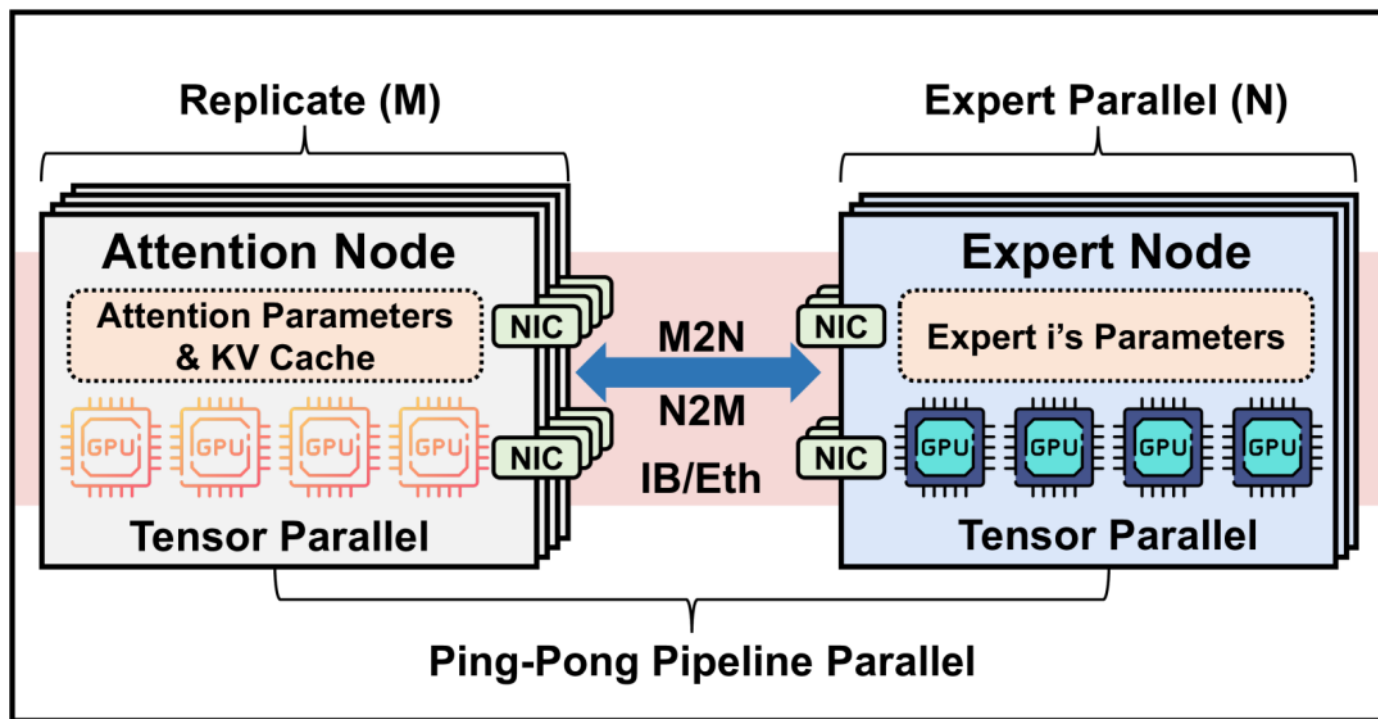 Replicate (M)
Expert Parallel (N)
Attention Node
Attention Parameters
& KV Cache
NIC
GPU GPU GPU GPU
NIC
Tensor Parallel
M2N
N2M
IB/Eth
Expert Node
NIC
Expert i’s Parameters
NIC
GPU GPU GPU GPU
Tensor Parallel
Ping-Pong Pipeline Parallel